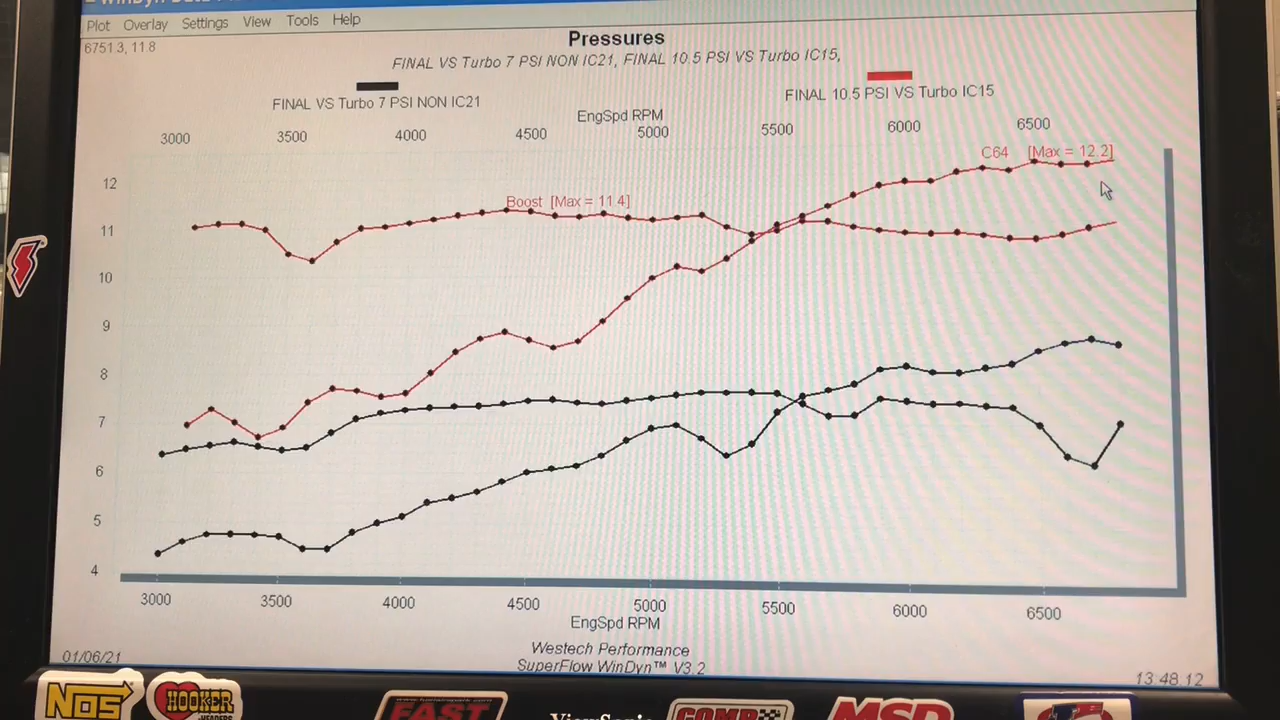 Plot Overlay Settings View Tools Help
6751.3, 11.8
Pressures
FINAL VS Turbo 7 PSI NON IC21, FINAL 10.5 PSI VS Turbo IC15,
FINAL VS Turbo 7 PSI NON IC21
FINAL 10.5 PSI VS Turbo IC15
EngSpd RPM
3000 3500 4000 4500 5000 5500 6000 6500
C64 [Max = 12.2]
12
Boost [Max = 11.4]
11
10
9
8
7
6
5
4
3000 3500 4000 4500 5000 5500 6000 6500
EngSpd RPM
Westech Performance
01/06/21
SuperFlow WinDyn™ V3.2
13.48.12
NOS
HOOKER
HEADERS
FAST
ViewSonic
COMP
MSD